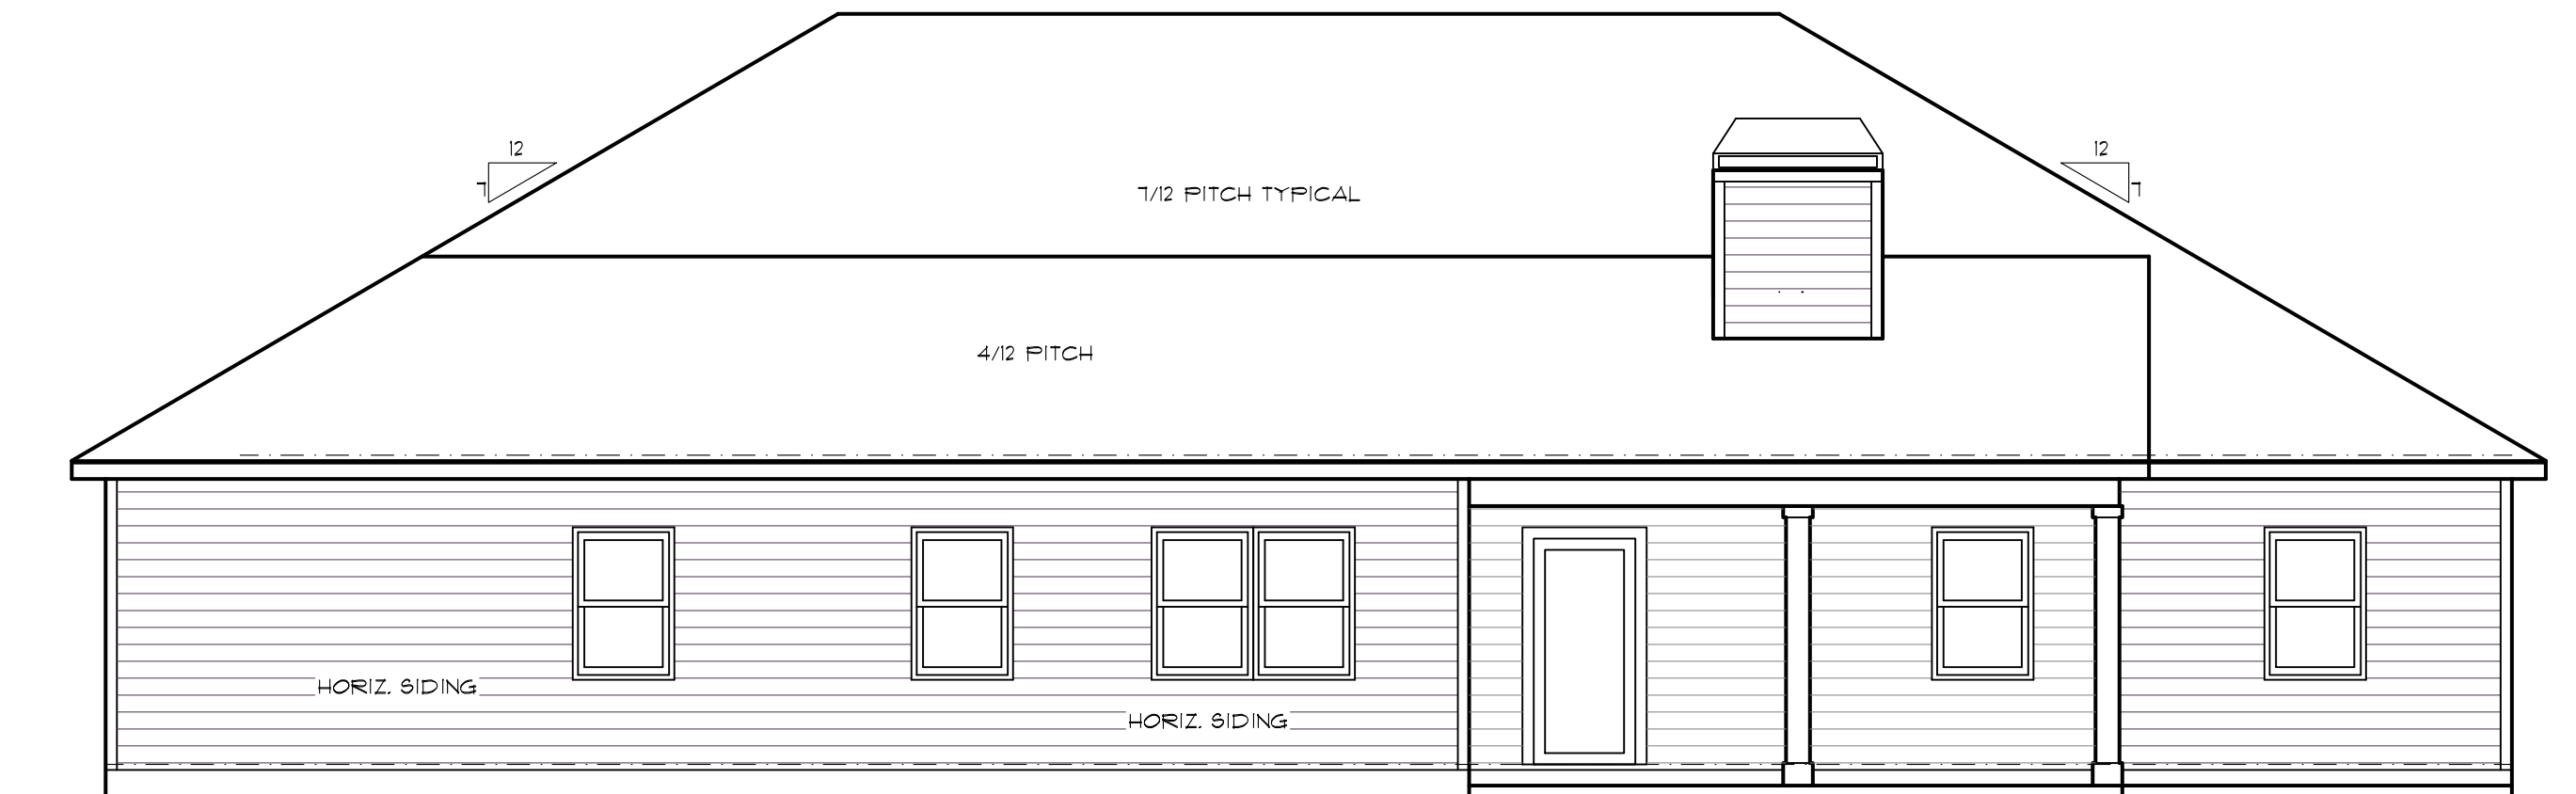 12
12
7
7
7/12 PITCH TYPICAL
4/12 PITCH
HORIZ. SIDING
HORIZ. SIDING